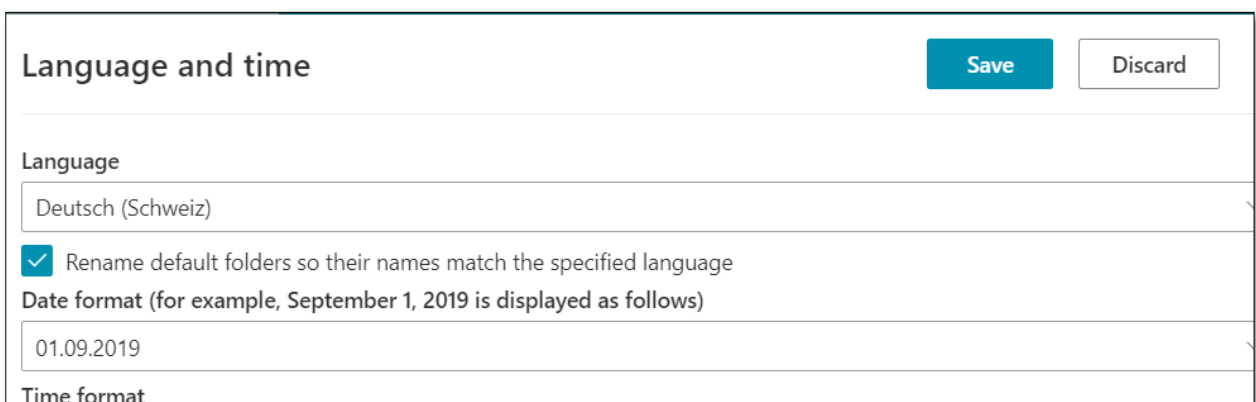 Language and time
Save
Discard
Language
Deutsch (Schweiz)
Rename default folders so their names match the specified language
Date format (for example, September 1, 2019 is displayed as follows)
01.09.2019
Time format